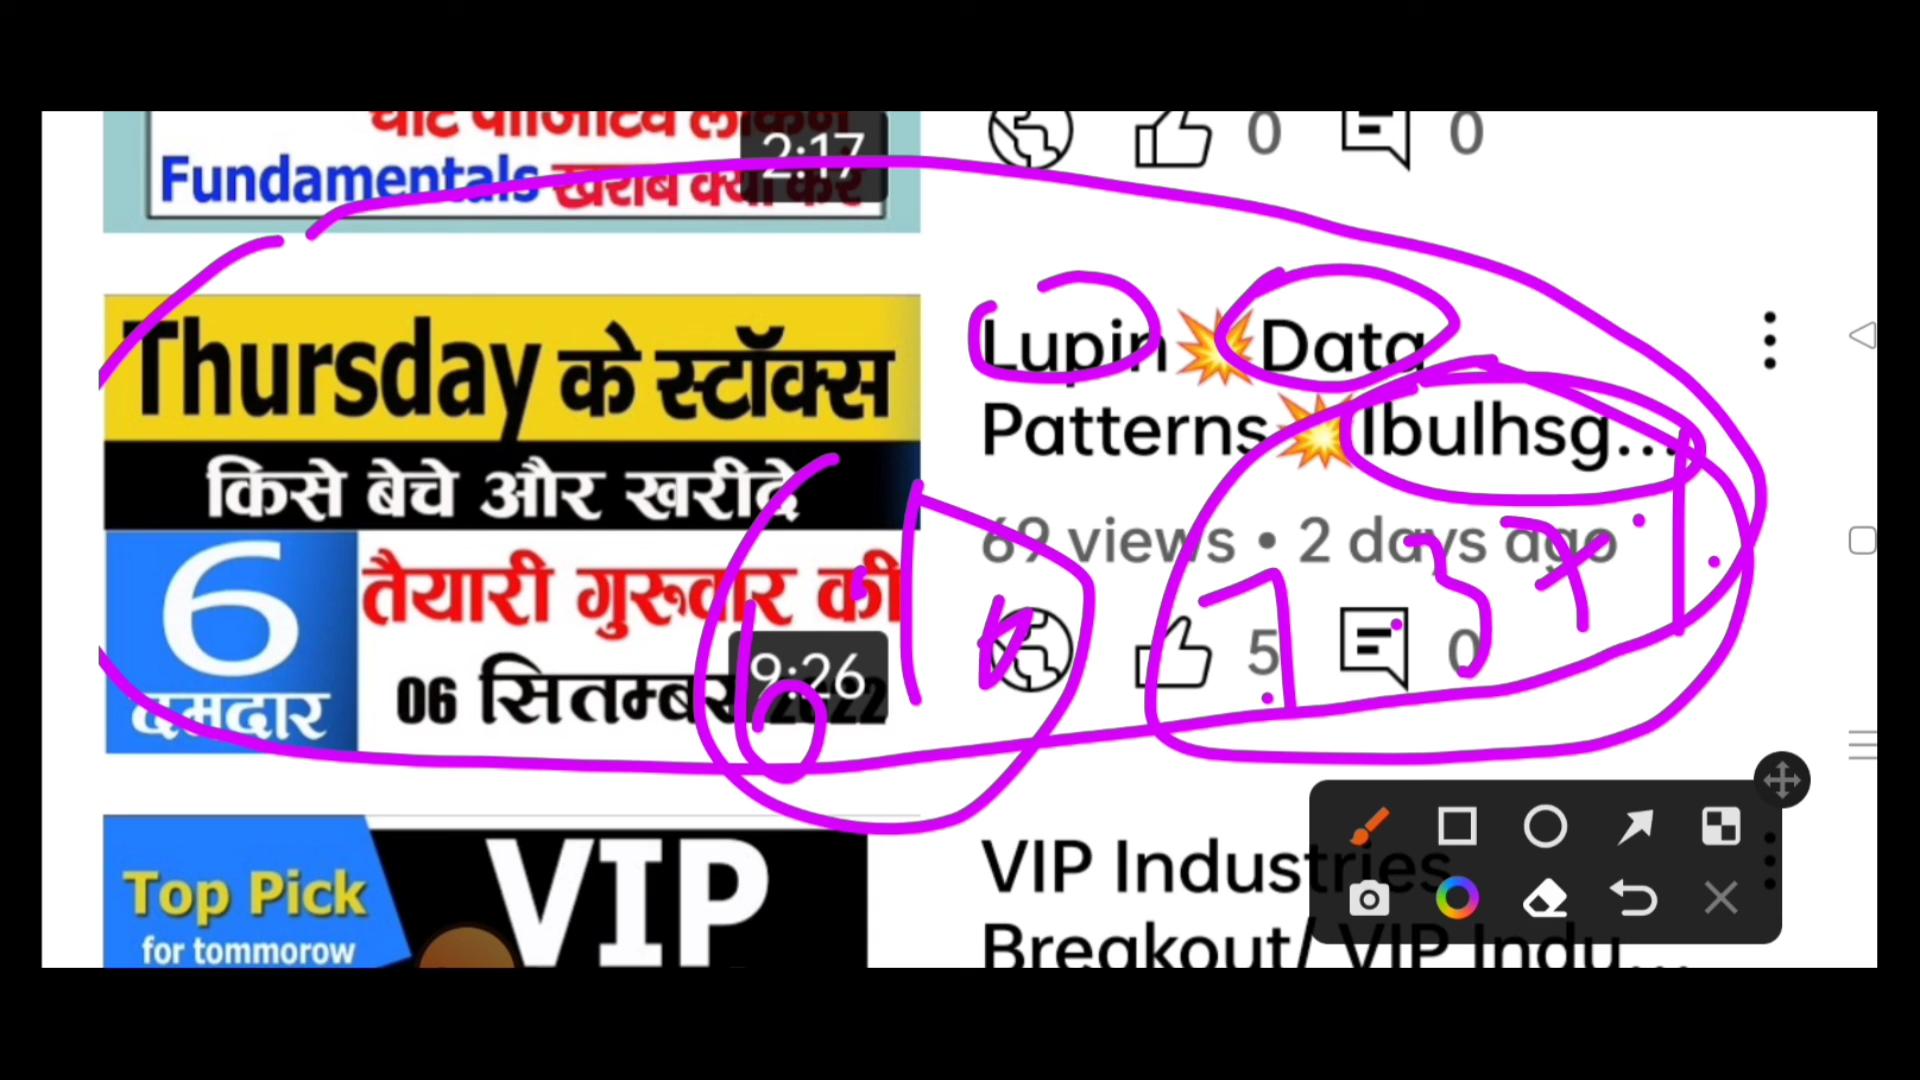 चार्ट पॉजिटिव लेकिन
2:17
Fundamentals खराब क्या करें
0
0
Thursday के स्टॉक्स
किसे बेचे और खरीदे
6
दमदार
तैयारी गुरुवार की
06 सितम्बर 2022
9:26
Lupin💥Data
Patterns💥Ibulhsg...
69 views • 2 days ago
5
0
Top Pick
for tommorow
VIP
VIP Industries
Breakout/ VIP Indu...